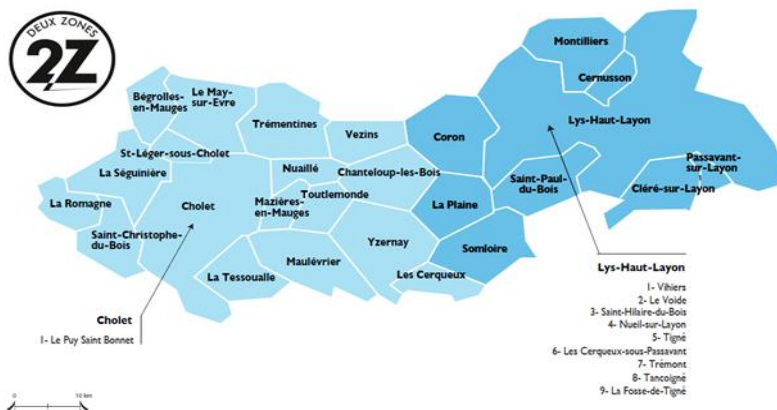 DEUX ZONES
2Z
Montilliers
Cernusson
Le May-
sur-Evre
Bégrolles-
en-Mauges
Trémentines
Vezins
Coron
Lys-Haut-Layon
St-Léger-sous-Cholet
La Séguinière
Nuaillé
Chanteloup-les-Bois
Saint-Paul-
du-Bois
Passavant-
sur-Layon
Cléré-sur-Layon
La Romagne
Cholet
Mazières-
en-Mauges
Toutlemonde
La Plaine
Saint-Christophe-
du-Bois
Yzernay
Somloire
La Tessoualle
Maulévrier
Les Cerqueux
Cholet
1- Le Puy Saint Bonnet
Lys-Haut-Layon
1- Vihiers
2- Le Voide
3- Saint-Hilaire-du-Bois
4- Nueil-sur-Layon
5- Tigné
6- Les Cerqueux-sous-Passavant
7- Trémont
8- Tancoigné
9- La Fosse-de-Tigné
0 10 km